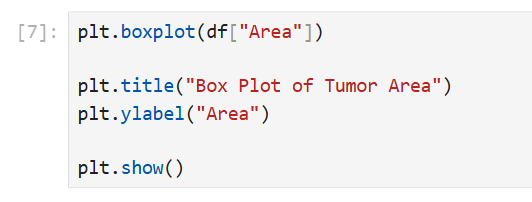 [7]: plt.boxplot(df["Area"])
plt.title("Box Plot of Tumor Area")
plt.ylabel("Area")
plt.show()